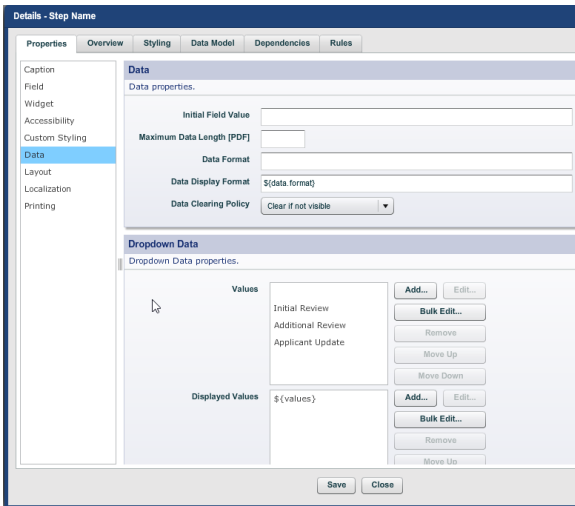 Details - Step Name
Properties Overview Styling Data Model Dependencies Rules
Caption
Field
Widget
Accessibility
Custom Styling
Data
Layout
Localization
Printing
Data
Data properties.
Initial Field Value
Maximum Data Length [PDF]
Data Format
Data Display Format ${data.format}
Data Clearing Policy Clear if not visible
Dropdown Data
Dropdown Data properties.
Values
Initial Review
Additional Review
Applicant Update
Add... Edit...
Bulk Edit...
Remove
Move Up
Move Down
Displayed Values
${values}
Add... Edit...
Bulk Edit...
Remove
Move Up
Save Close